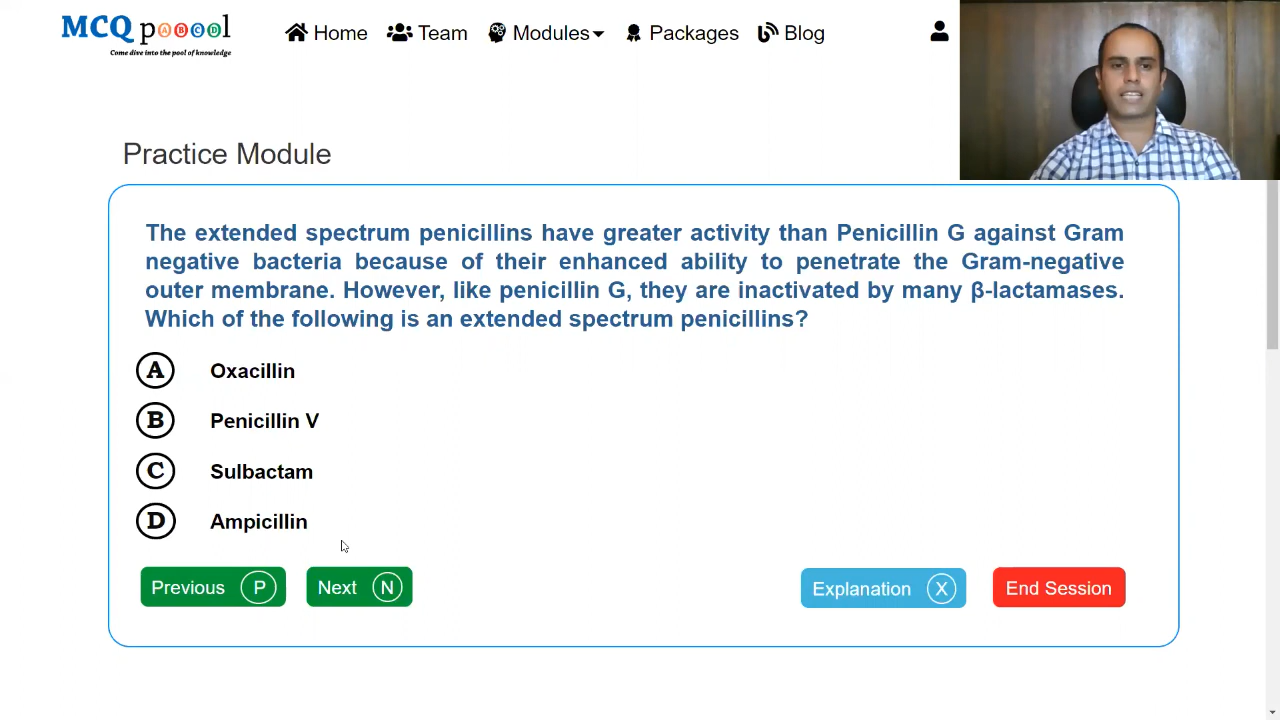 MCQ poABCDl
Come dive into the pool of knowledge
Home Team Modules Packages Blog
Practice Module
The extended spectrum penicillins have greater activity than Penicillin G against Gram
negative bacteria because of their enhanced ability to penetrate the Gram-negative
outer membrane. However, like penicillin G, they are inactivated by many β-lactamases.
Which of the following is an extended spectrum penicillins?
A Oxacillin
B Penicillin V
C Sulbactam
D Ampicillin
Previous P Next N Explanation X End Session